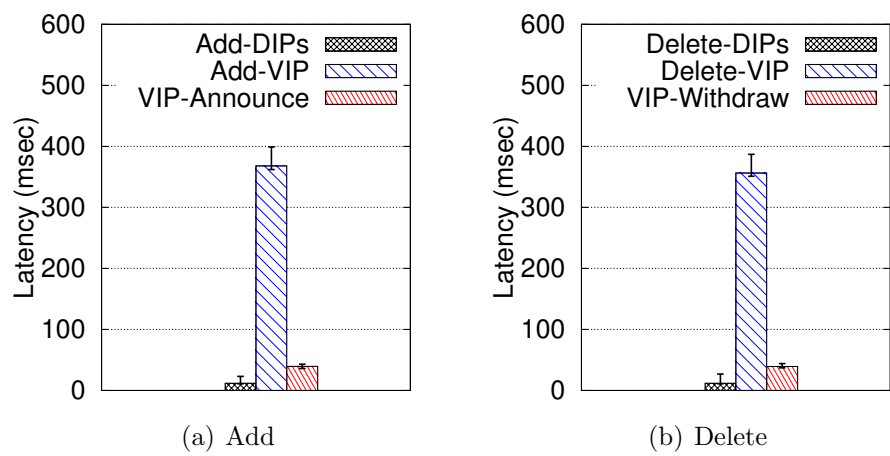 600
500
400
300
200
100
0
Latency (msec)
Add-DIPs
Add-VIP
VIP-Announce
(a) Add
600
500
400
300
200
100
0
Latency (msec)
Delete-DIPs
Delete-VIP
VIP-Withdraw
(b) Delete